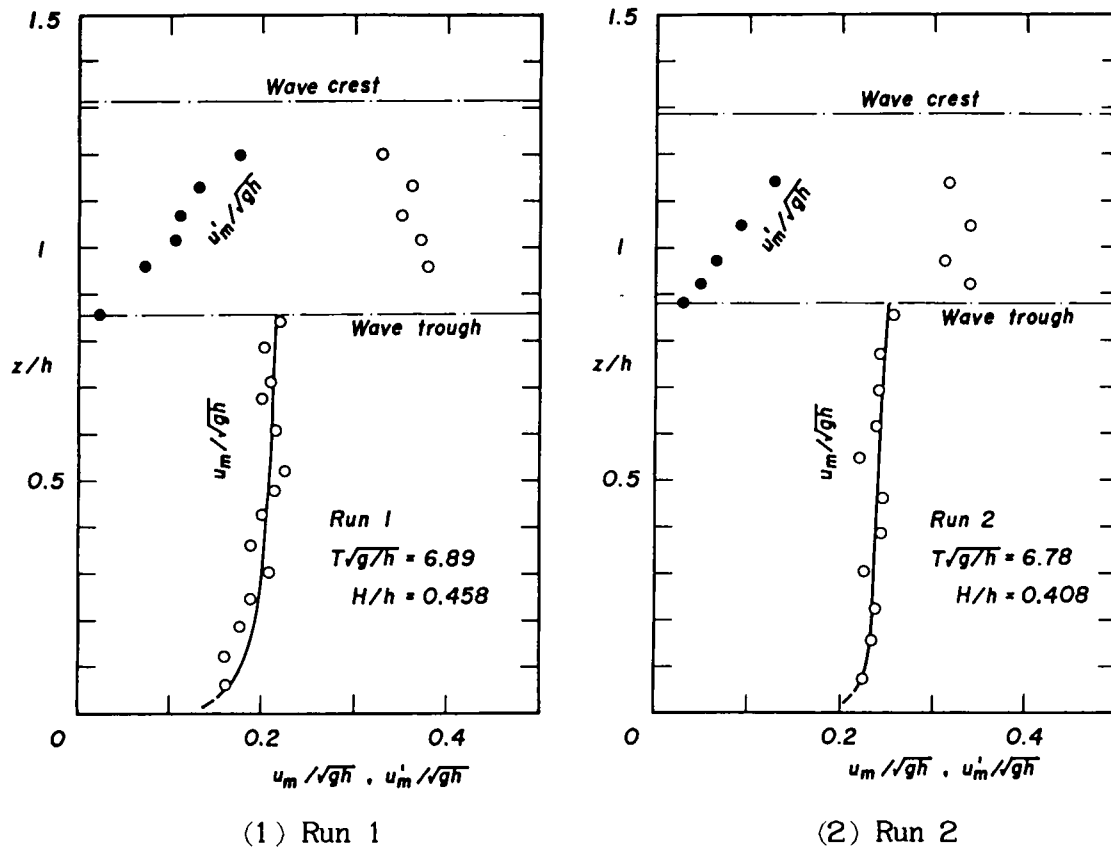 1.5
Wave crest
u'm/√gh
1
Wave trough
z/h
um/√gh
0.5
Run 1
T√g/h = 6.89
H/h = 0.458
0
0.2
0.4
um/√gh , u'm/√gh
(1) Run 1
1.5
Wave crest
u'm/√gh
1
Wave trough
z/h
um/√gh
0.5
Run 2
T√g/h = 6.78
H/h = 0.408
0
0.2
0.4
um/√gh , u'm/√gh
(2) Run 2